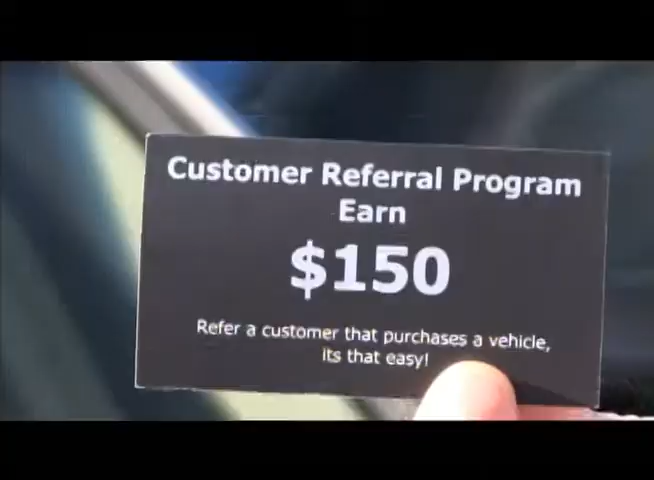 Customer Referral Program
Earn
$150
Refer a customer that purchases a vehicle,
its that easy!